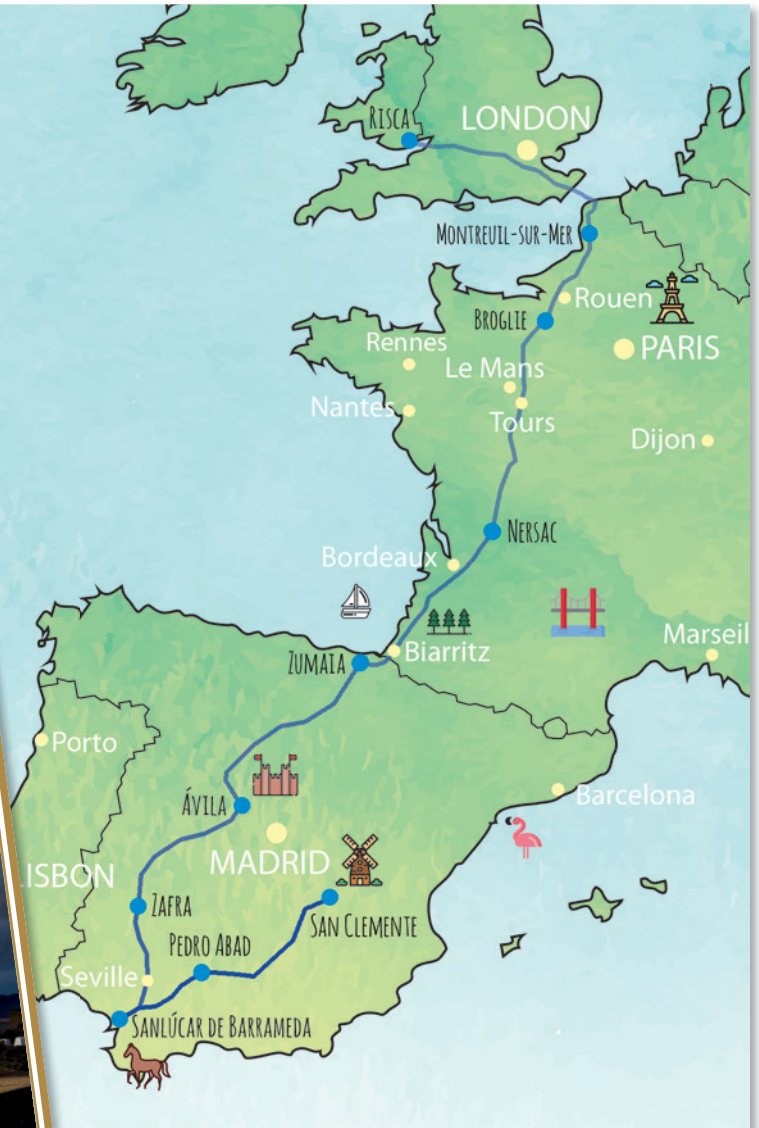 RISCA
LONDON
MONTREUIL-SUR-MER
Rouen
BROGLIE
PARIS
Rennes
Le Mans
Nantes
Tours
Dijon
NERSAC
Bordeaux
Marseil
Biarritz
ZUMAIA
Porto
Barcelona
ÁVILA
MADRID
ISBON
ZAFRA
SAN CLEMENTE
PEDRO ABAD
Seville
SANLÚCAR DE BARRAMEDA